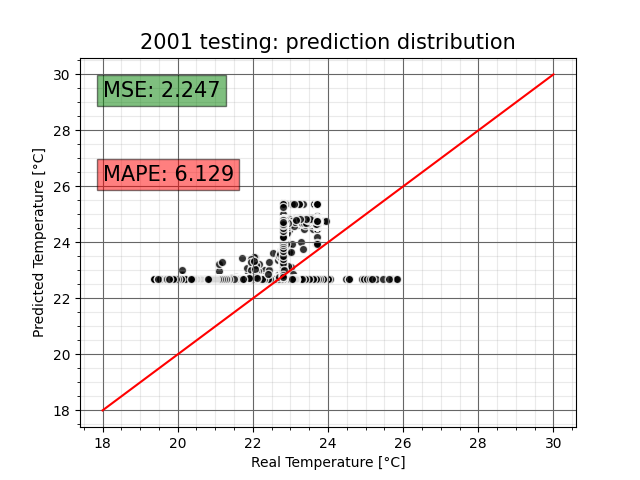 2001 testing: prediction distribution
MSE: 2.247
MAPE: 6.129
Predicted Temperature [°C]
30
28
26
24
22
20
18
18 20 22 24 26 28 30
Real Temperature [°C]